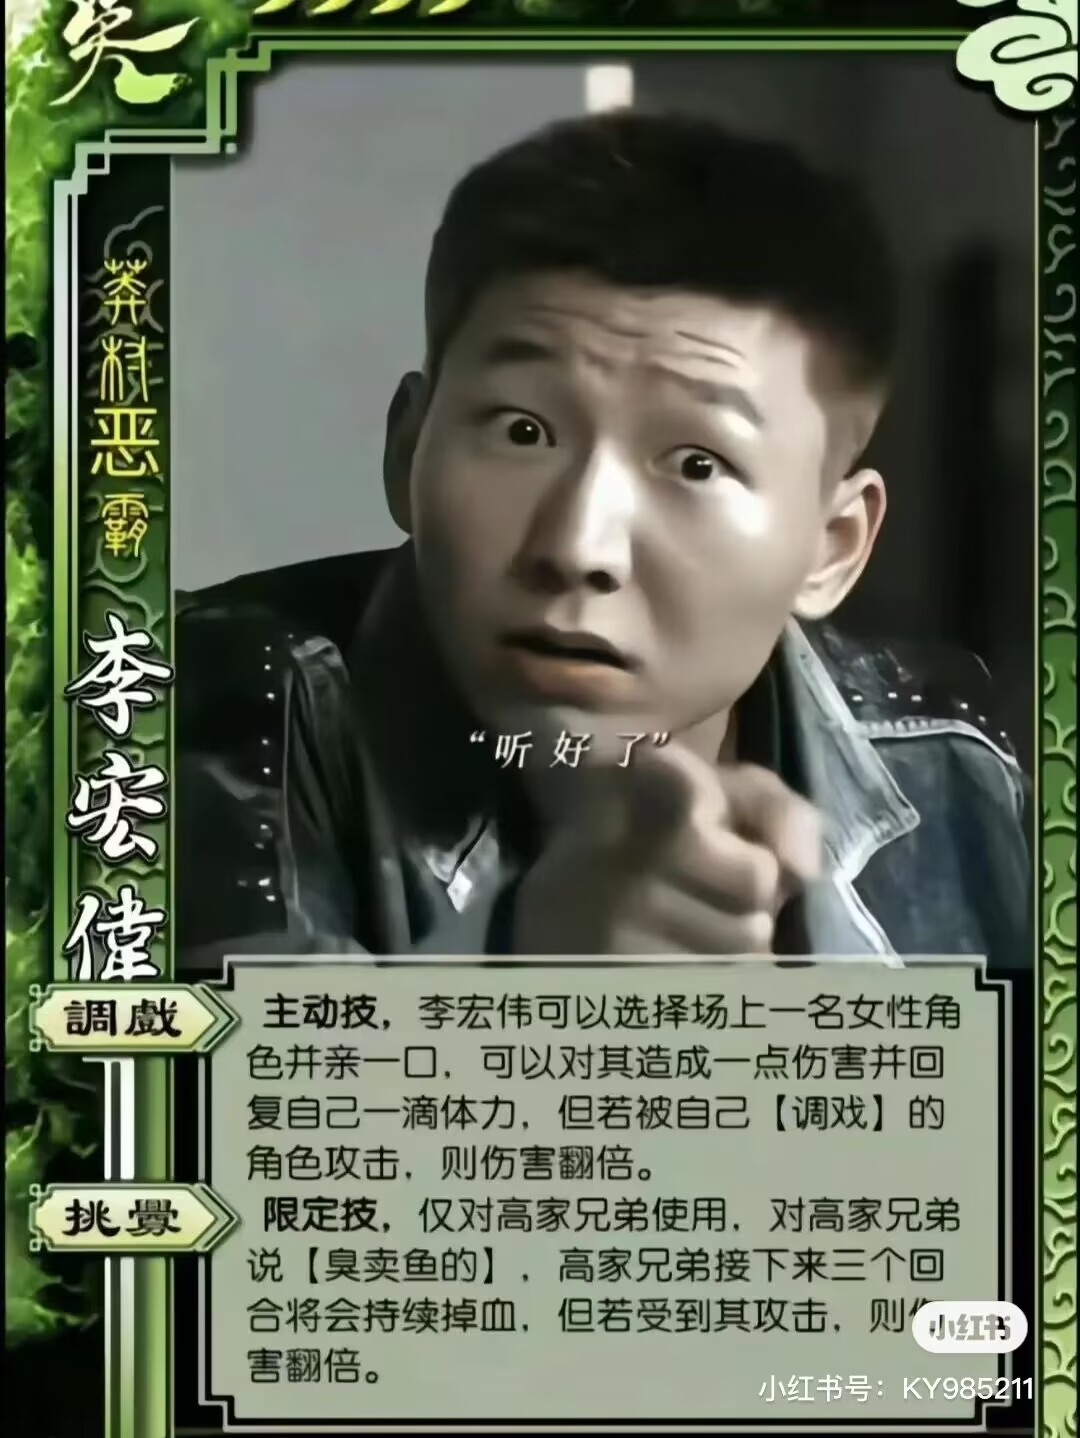 莽村恶霸
李宏偉
“听好了”
調戲
主动技，李宏伟可以选择场上一名女性角
色并亲一口，可以对其造成一点伤害并回
复自己一滴体力，但若被自己【调戏】的
角色攻击，则伤害翻倍。
挑釁
限定技，仅对高家兄弟使用，对高家兄弟
说【臭卖鱼的】，高家兄弟接下来三个回
合将会持续掉血，但若受到其攻击，则
害翻倍。
小红书
小红书号：KY985211